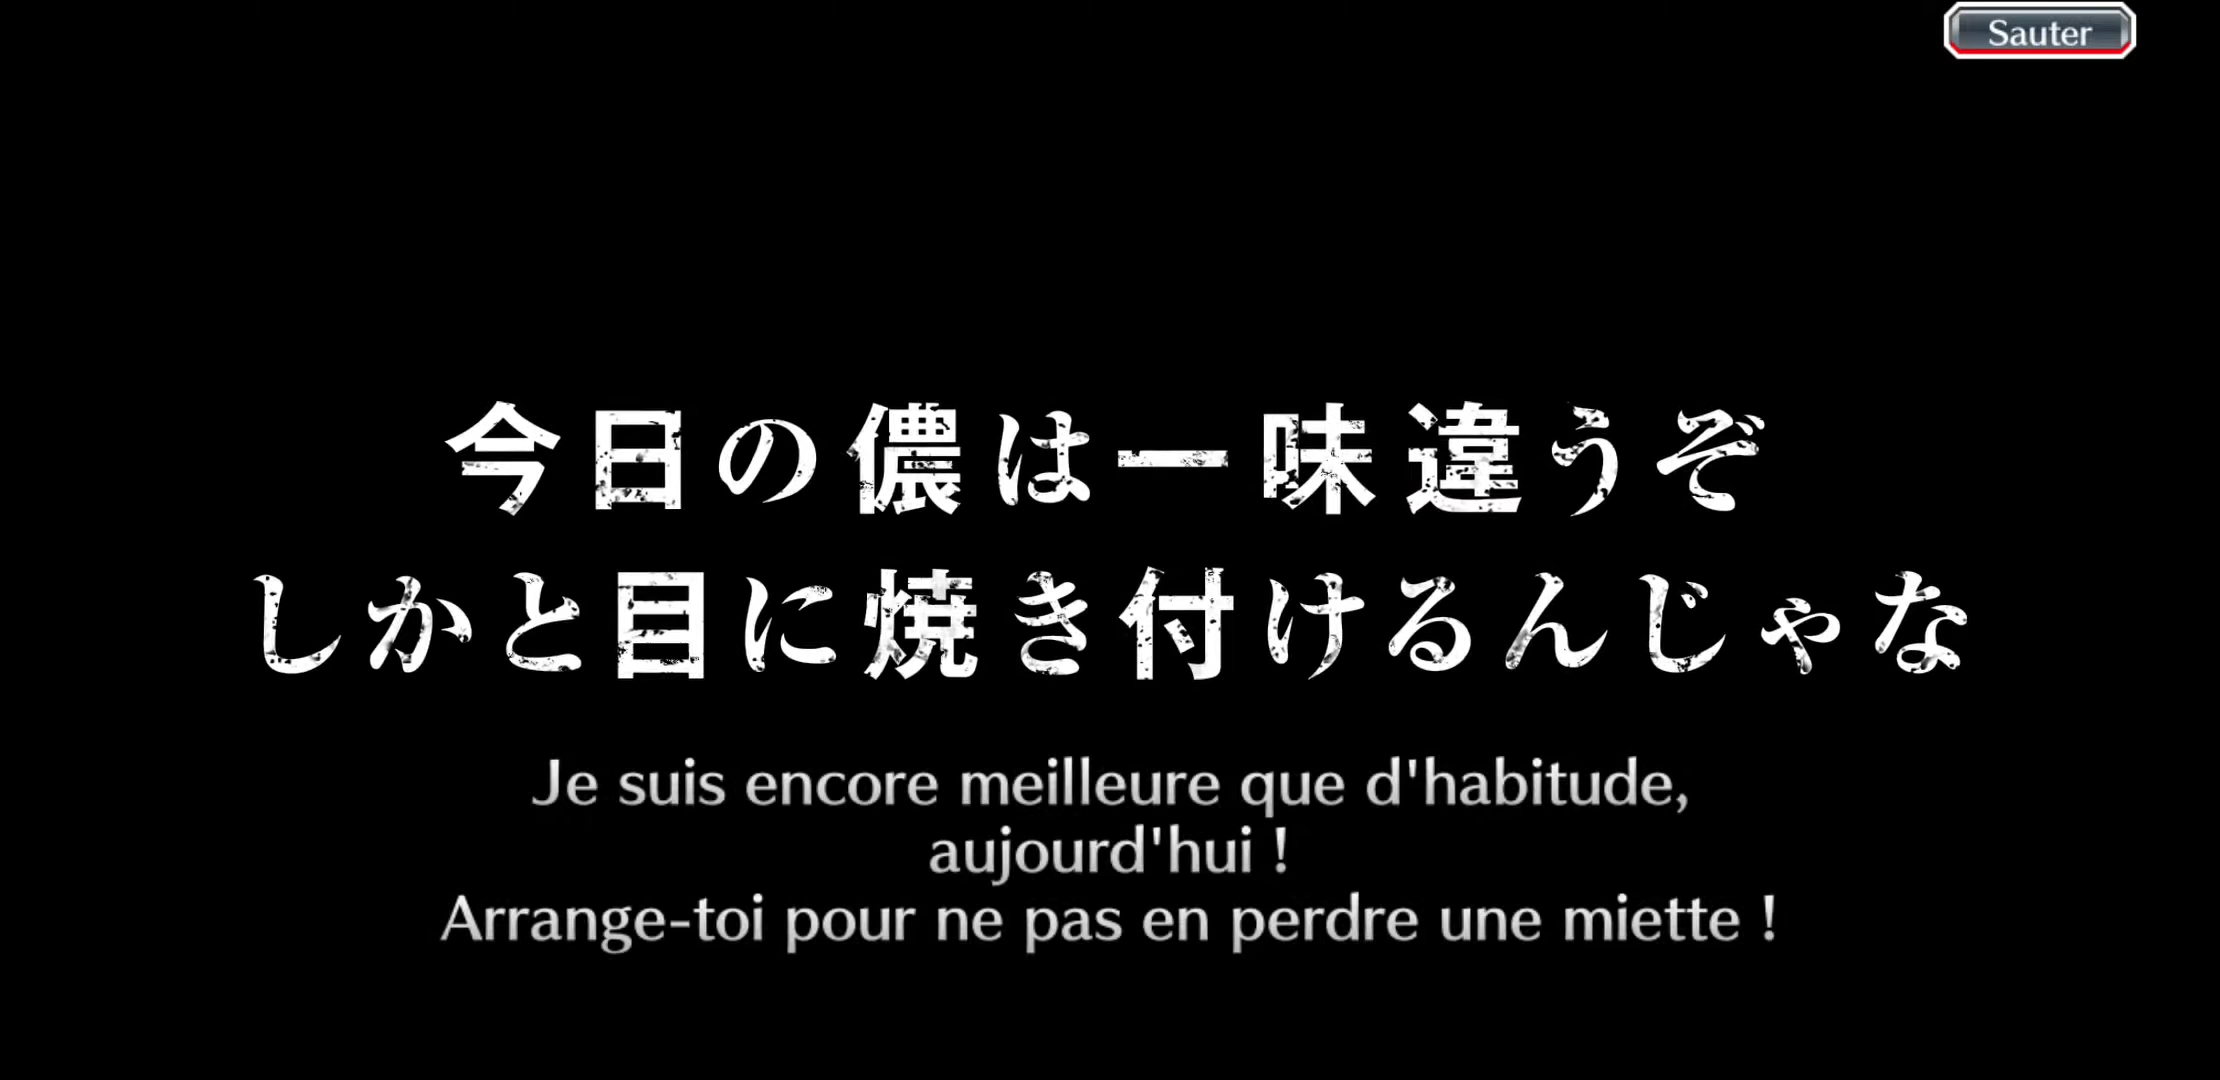 Sauter
今日の儂は一味違うぞ
しかと目に焼き付けるんじゃな
Je suis encore meilleure que d'habitude,
aujourd'hui !
Arrange-toi pour ne pas en perdre une miette !